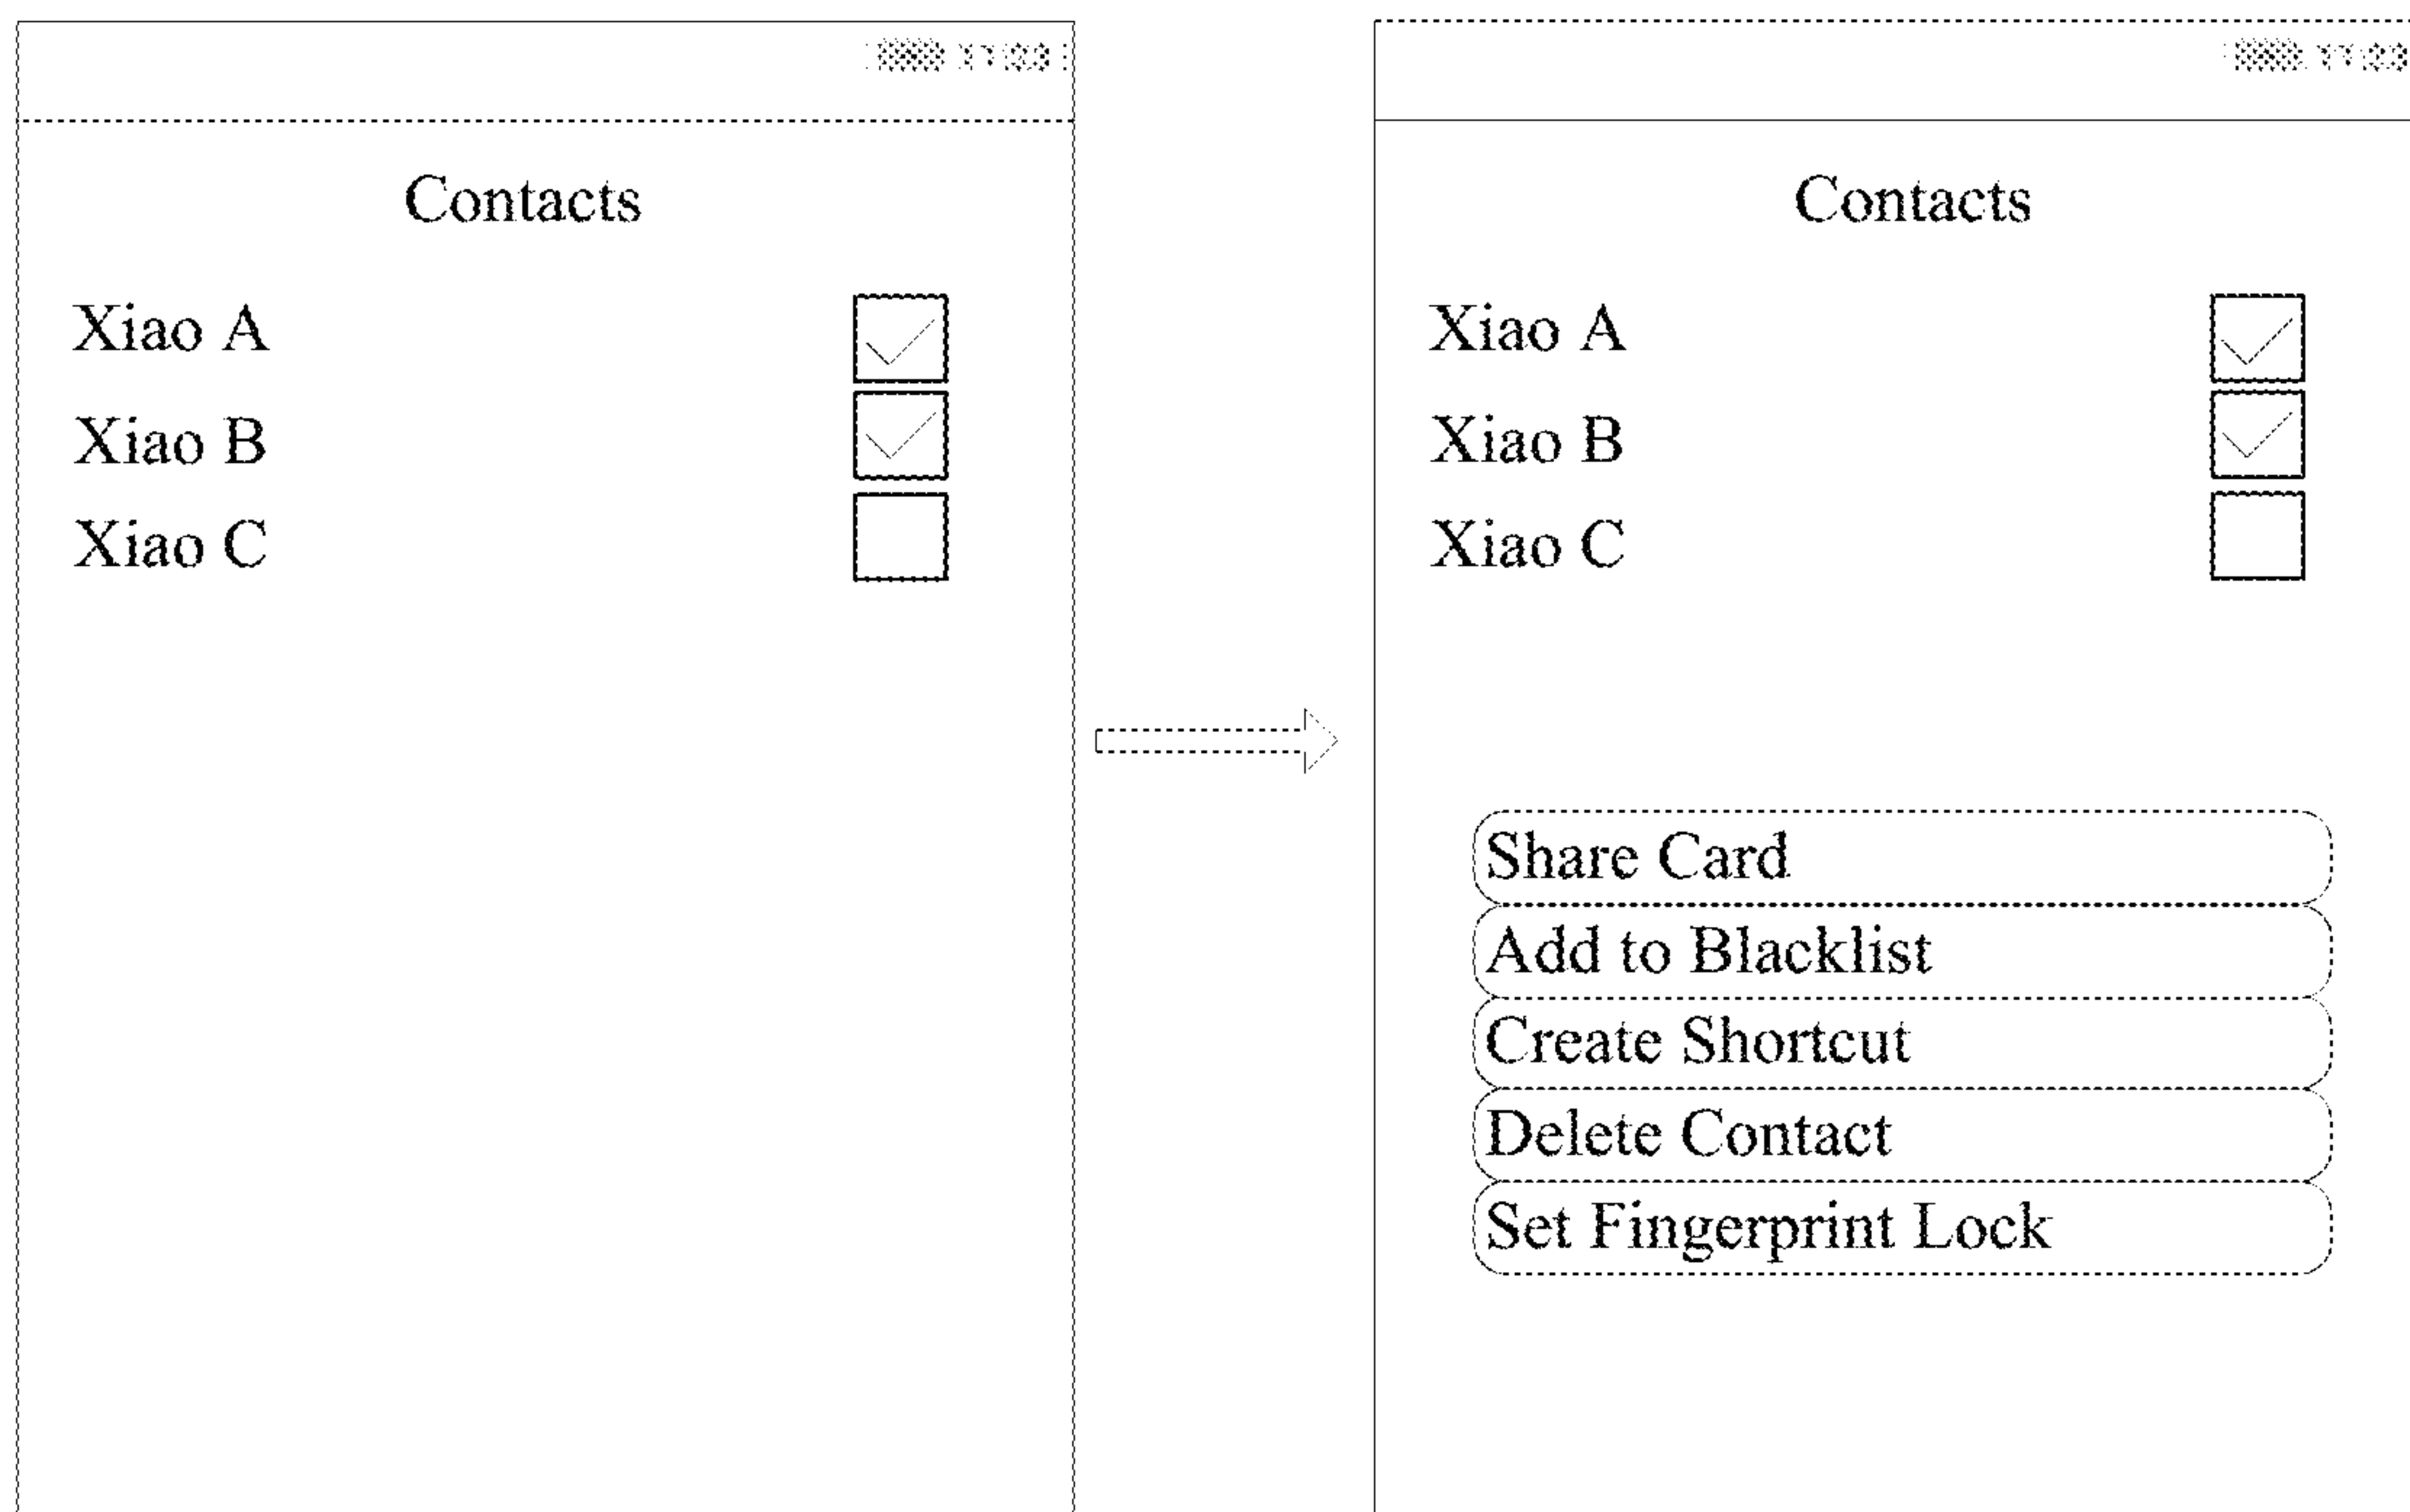 Contacts
Xiao A
Xiao B
Xiao C
Contacts
Xiao A
Xiao B
Xiao C
Share Card
Add to Blacklist
Create Shortcut
Delete Contact
Set Fingerprint Lock